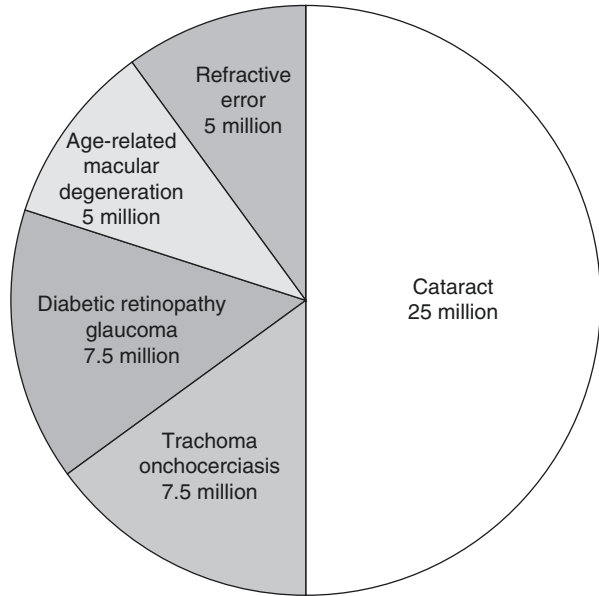 Refractive
error
5 million
Age-related
macular
degeneration
5 million
Diabetic retinopathy
glaucoma
7.5 million
Trachoma
onchocerciasis
7.5 million
Cataract
25 million